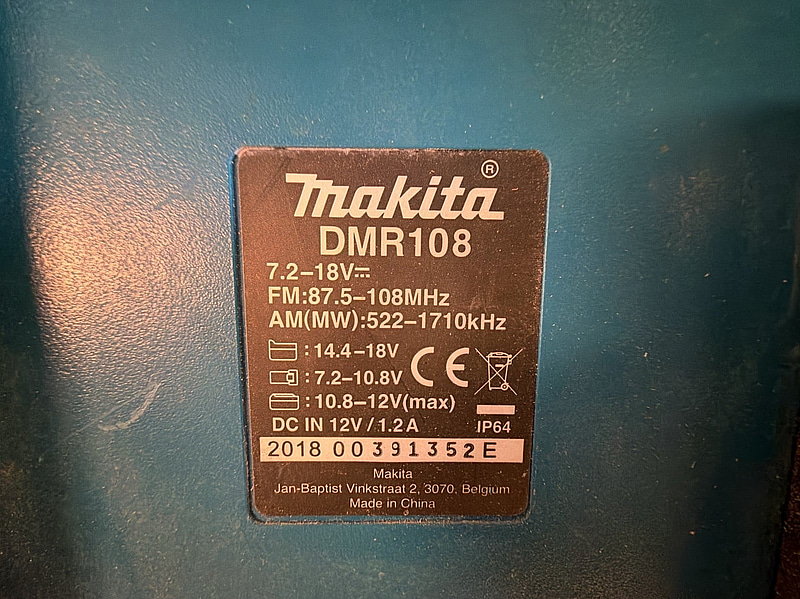 makita®
DMR108
7.2–18V⎓
FM:87.5–108MHz
AM(MW):522–1710kHz
:14.4–18V
:7.2–10.8V
:10.8–12V(max)
CE
DC IN 12V / 1.2 A IP64
2018 00391352E
Makita
Jan-Baptist Vinkstraat 2, 3070, Belgium
Made in China